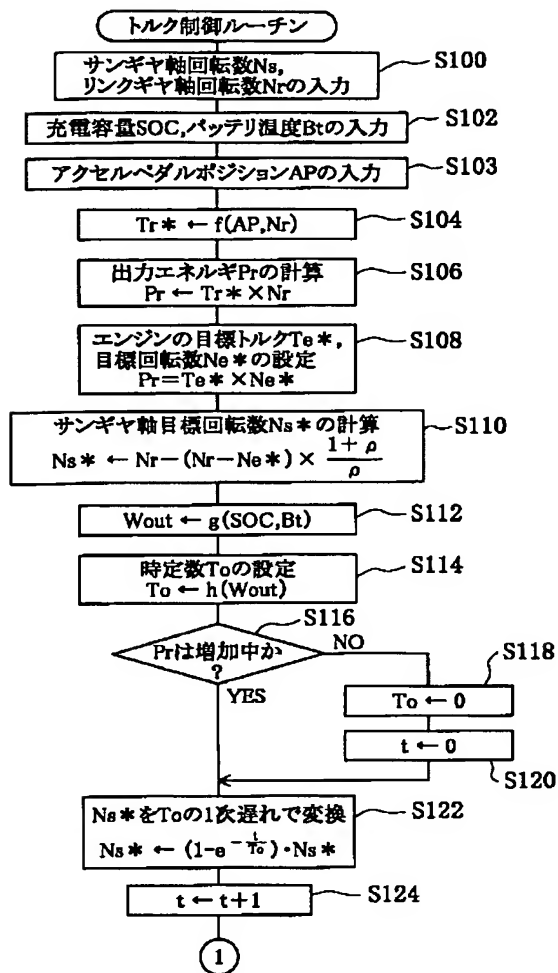 トルク制御ルーチン
サンギヤ軸回転数Ns,
リンクギヤ軸回転数Nrの入力
S100
充電容量SOC,バッテリ温度Btの入力
S102
アクセルペダルポジションAPの入力
S103
Tr* ← f(AP,Nr)
S104
出力エネルギPrの計算
Pr ← Tr*×Nr
S106
エンジンの目標トルクTe*,
目標回転数Ne*の設定
Pr=Te*×Ne*
S108
サンギヤ軸目標回転数Ns*の計算
Ns* ← Nr-(Nr-Ne*)× (1+ρ)/ρ
S110
Wout ← g(SOC,Bt)
S112
時定数Toの設定
To ← h(Wout)
S114
S116
Prは増加中か
?
NO
YES
S118
To ← 0
t ← 0
S120
Ns*をToの1次遅れで変換
Ns* ← (1-e^(-t/To))・Ns*
S122
t ← t+1
S124
1